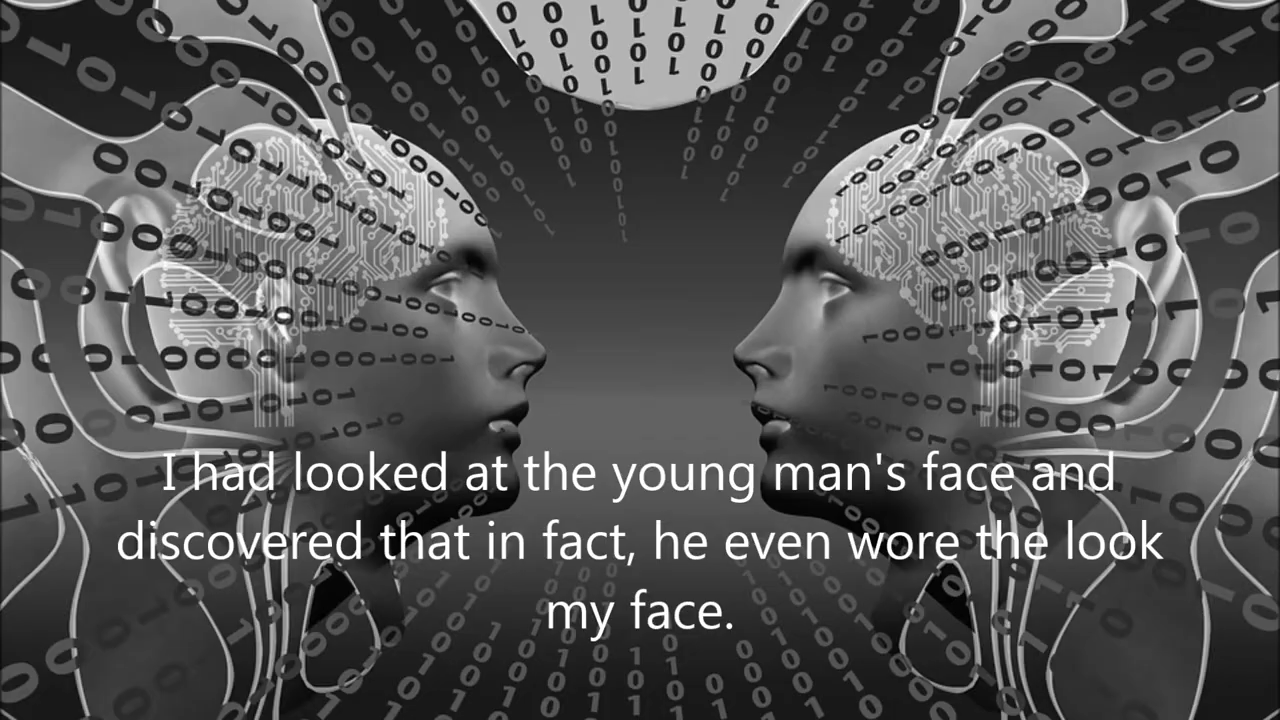 I had looked at the young man's face and
discovered that in fact, he even wore the look
my face.